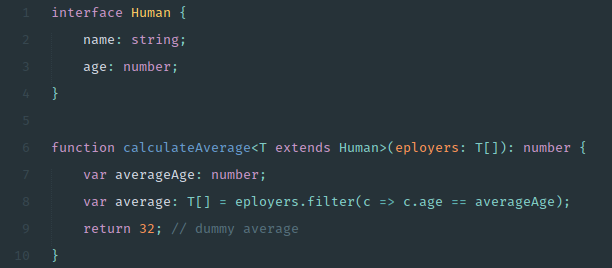 1 interface Human {
2 name: string;
3 age: number;
4 }
5
6 function calculateAverage<T extends Human>(eployers: T[]): number {
7 var averageAge: number;
8 var average: T[] = eployers.filter(c => c.age == averageAge);
9 return 32; // dummy average
10 }